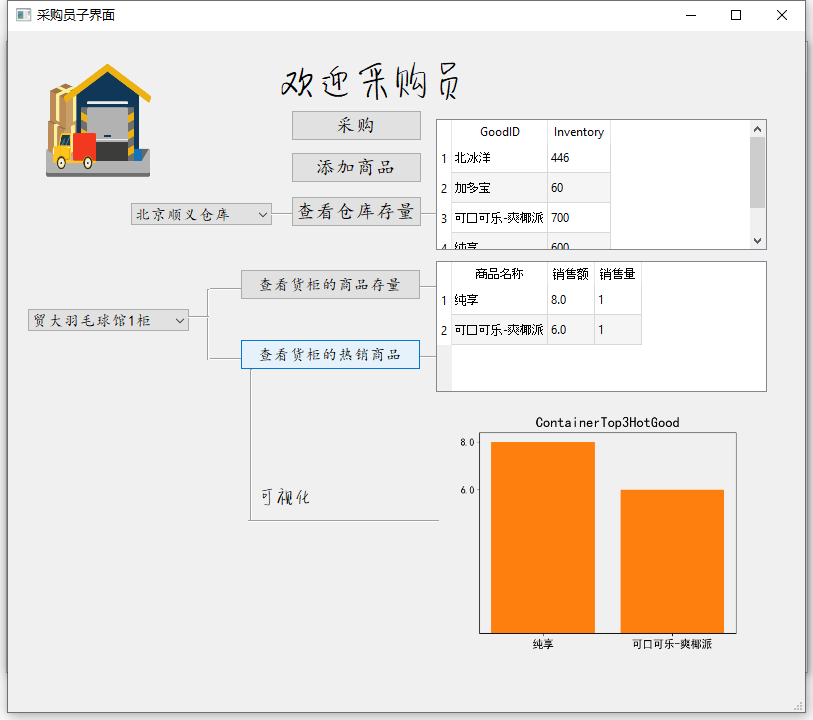 采购员子界面
欢迎采购员
采购
添加商品
北京顺义仓库
查看仓库存量
GoodID Inventory
1 北冰洋 446
2 加多宝 60
3 可口可乐-爽椰派 700
4 纯享 600
贸大羽毛球馆1柜
查看货柜的商品存量
查看货柜的热销商品
商品名称 销售额 销售量
1 纯享 8.0 1
2 可口可乐-爽椰派 6.0 1
可视化
ContainerTop3HotGood
8.0
6.0
纯享 可口可乐-爽椰派